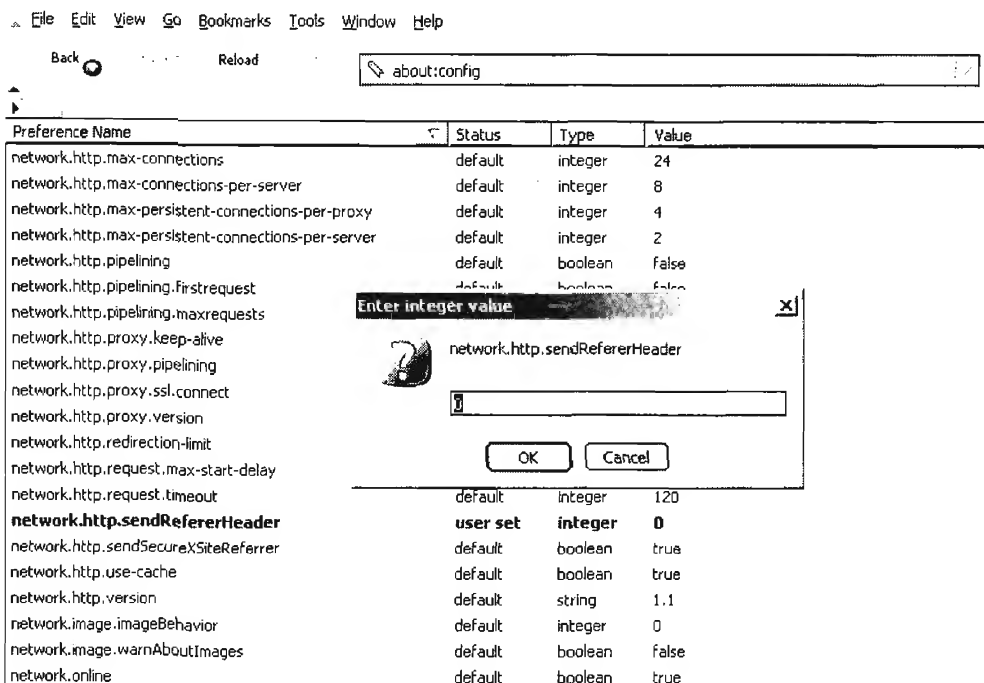 File Edit View Go Bookmarks Tools Window Help
Back Reload about:config
Preference Name Status Type Value
network.http.max-connections default integer 24
network.http.max-connections-per-server default integer 8
network.http.max-persistent-connections-per-proxy default integer 4
network.http.max-persistent-connections-per-server default integer 2
network.http.pipelining default boolean false
network.http.pipelining.firstrequest default boolean false
network.http.pipelining.maxrequests
network.http.proxy.keep-alive
network.http.proxy.pipelining
network.http.proxy.ssl.connect
network.http.proxy.version
network.http.redirection-limit
network.http.request.max-start-delay
Enter integer value
network.http.sendRefererHeader
0
OK Cancel
network.http.request.timeout default integer 120
network.http.sendRefererHeader user set integer 0
network.http.sendSecureXSiteReferrer default boolean true
network.http.use-cache default boolean true
network.http.version default string 1.1
network.image.imageBehavior default integer 0
network.image.warnAboutImages default boolean false
network.online default boolean true